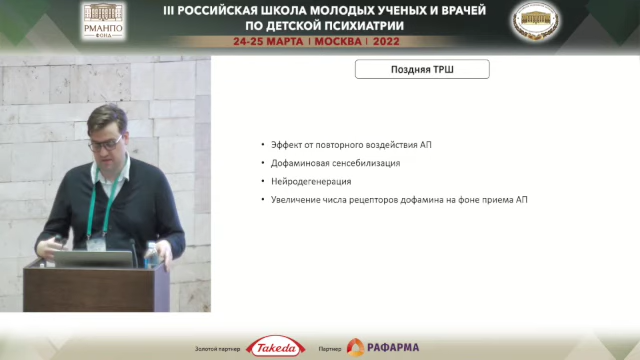 РМАНПО
ФОНД
III РОССИЙСКАЯ ШКОЛА МОЛОДЫХ УЧЕНЫХ И ВРАЧЕЙ
ПО ДЕТСКОЙ ПСИХИАТРИИ
24-25 МАРТА | МОСКВА | 2022
Поздняя ТРШ
• Эффект от повторного воздействия АП
• Дофаминовая сенсебилизация
• Нейродегенерация
• Увеличение числа рецепторов дофамина на фоне приема АП
Золотой партнер
Takeda
Партнер
РАФАРМА